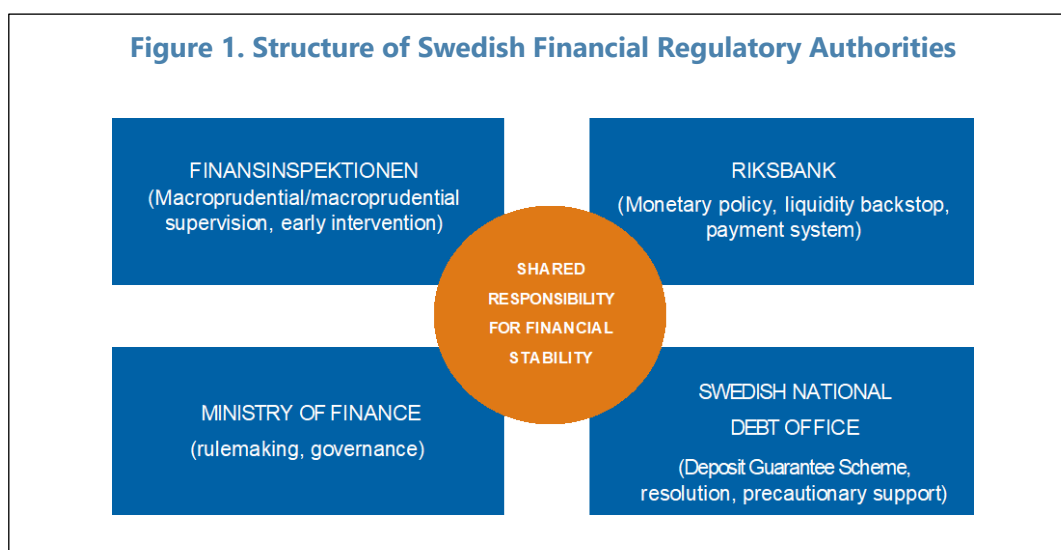 Figure 1. Structure of Swedish Financial Regulatory Authorities
FINANSINSPEKTIONEN
(Macroprudential/macroprudential
supervision, early intervention)
RIKSBANK
(Monetary policy, liquidity backstop,
payment system)
SHARED
RESPONSIBILITY
FOR FINANCIAL
STABILITY
MINISTRY OF FINANCE
(rulemaking, governance)
SWEDISH NATIONAL
DEBT OFFICE
(Deposit Guarantee Scheme,
resolution, precautionary support)